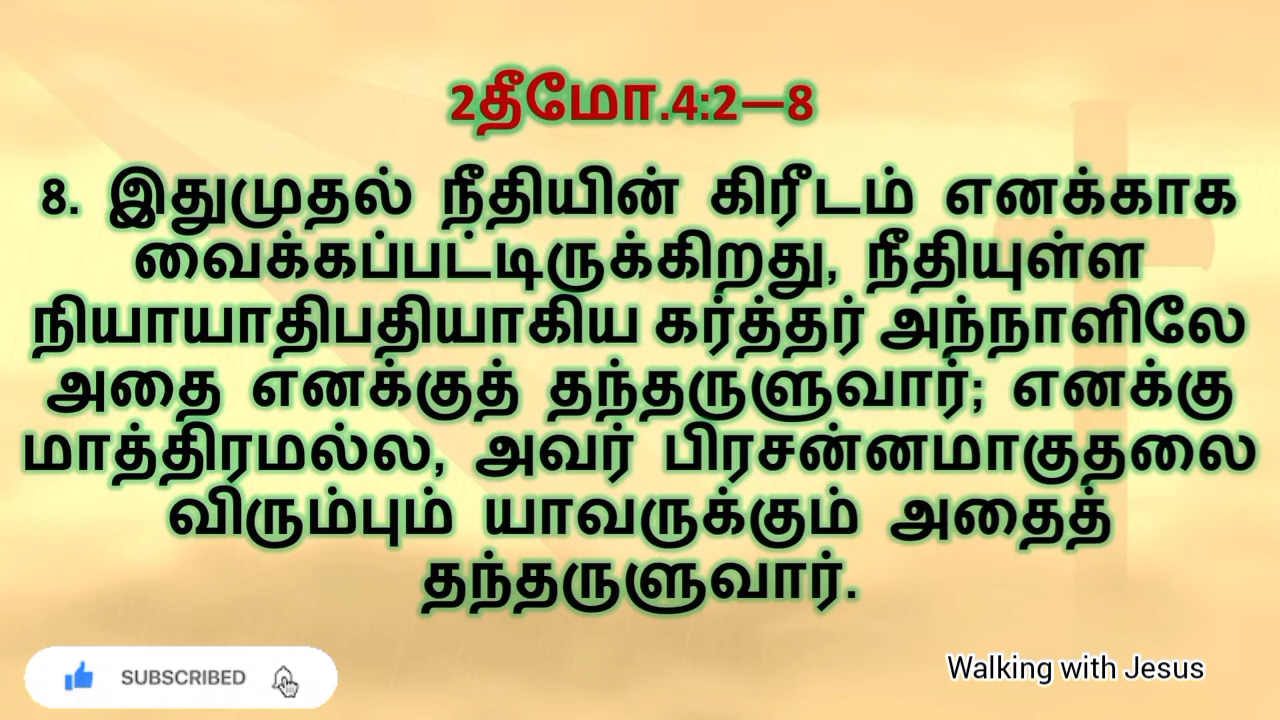 2தீமோ.4:2—8
8. இதுமுதல் நீதியின் கிரீடம் எனக்காக
வைக்கப்பட்டிருக்கிறது, நீதியுள்ள
நியாயாதிபதியாகிய கர்த்தர் அந்நாளிலே
அதை எனக்குத் தந்தருளுவார்; எனக்கு
மாத்திரமல்ல, அவர் பிரசன்னமாகுதலை
விரும்பும் யாவருக்கும் அதைத்
தந்தருளுவார்.
SUBSCRIBED
Walking with Jesus